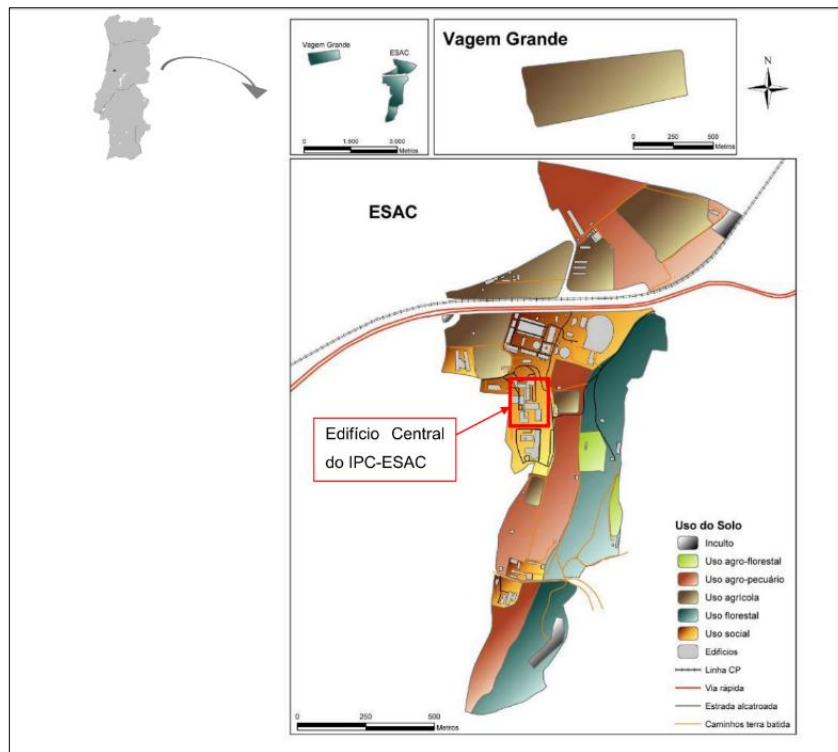 Vagem Grande
ESAC
0 1.500 3.000
Metros
Vagem Grande
0 250 500
Metros
N
ESAC
Edifício Central
do IPC-ESAC
Uso do Solo
Inculto
Uso agro-florestal
Uso agro-pecuário
Uso agrícola
Uso florestal
Uso social
Edifícios
Linha CP
Via rápida
Estrada alcatroada
Caminhos terra batida
0 250 500
Metros